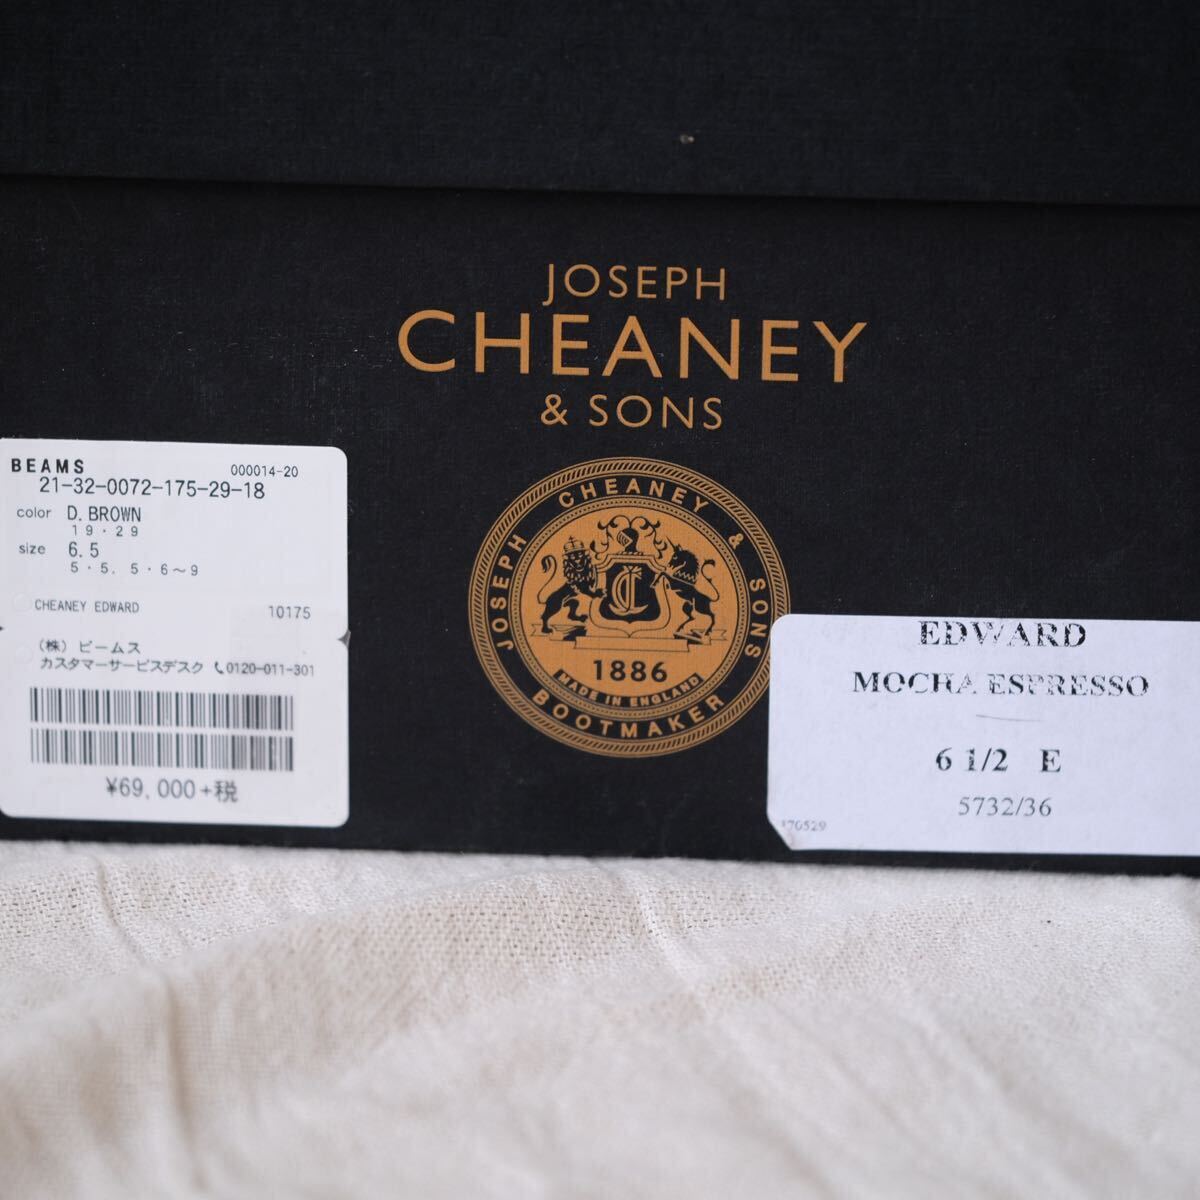 JOSEPH
CHEANEY
& SONS
BEAMS 000014-20
21-32-0072-175-29-18
color D.BROWN
19・29
size 6.5
5・5.5・6～9
CHEANEY EDWARD 10175
(株)ビームス
カスタマーサービスデスク 0120-011-301
¥69,000+税
JOSEPH CHEANEY & SONS
1886
MADE IN ENGLAND
BOOTMAKER
EDWARD
MOCHA ESPRESSO
6 1/2 E
5732/36